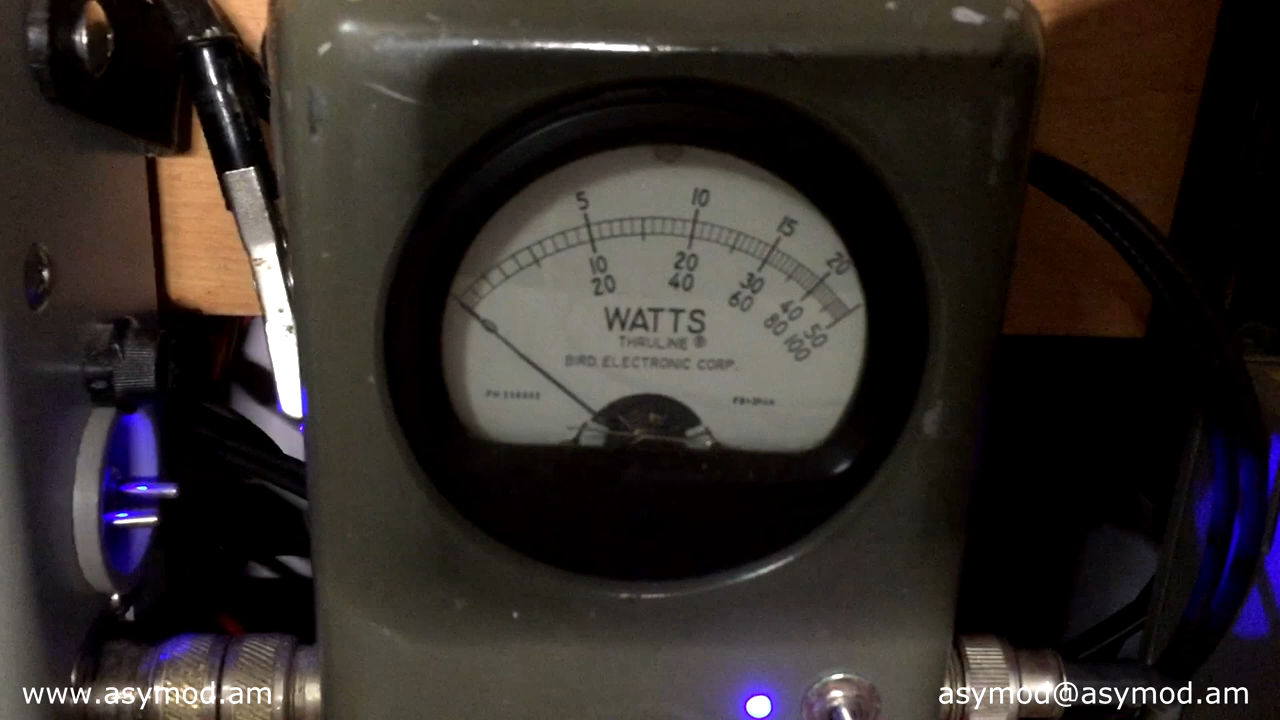 5 10 15 20
10 20 30 40 50
20 40 60 80 100
WATTS
THRULINE ®
BIRD ELECTRONIC CORP.
www.asymod.am
asymod@asymod.am